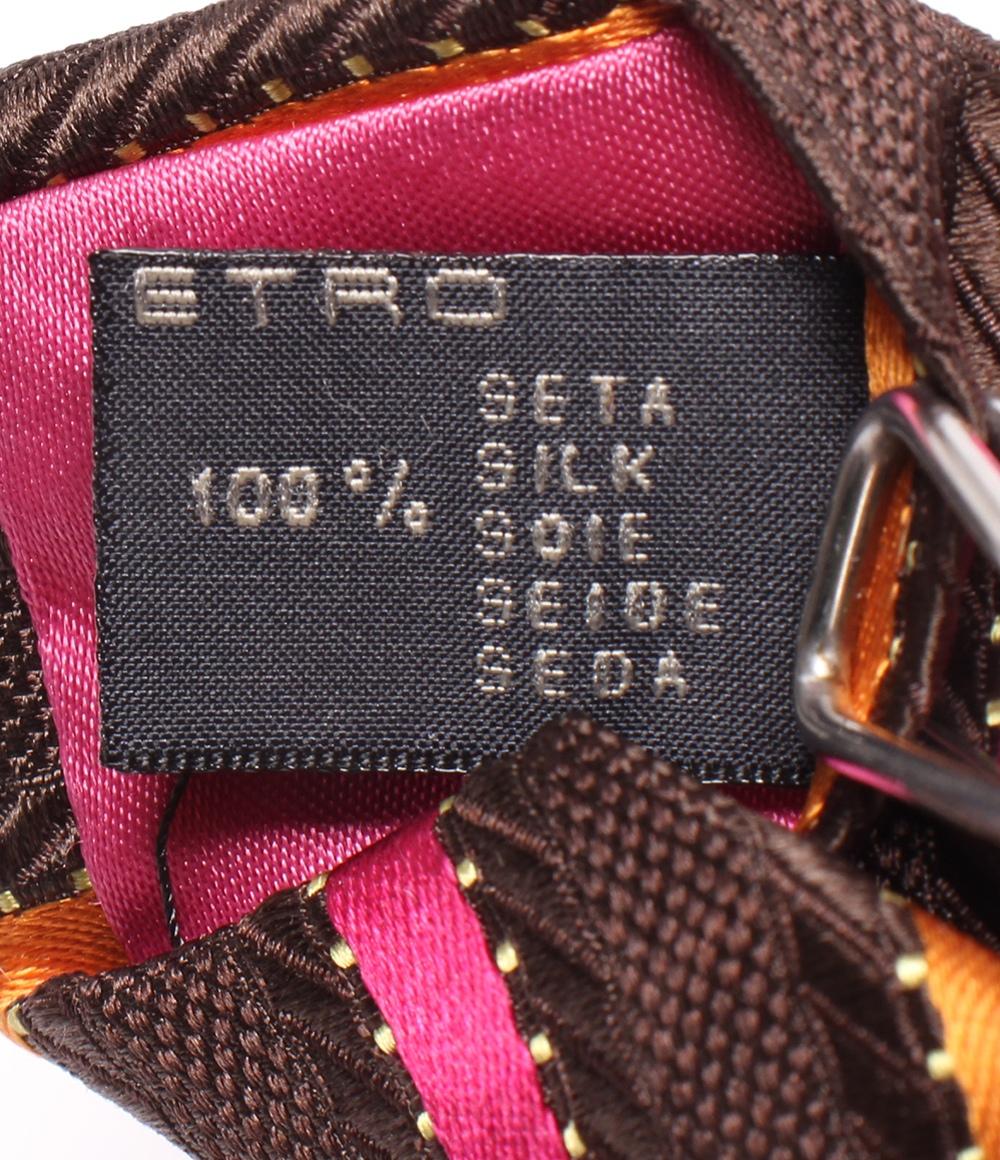 ETRO
SETA
SILK
100 % SOIE
SEIDE
SEDA